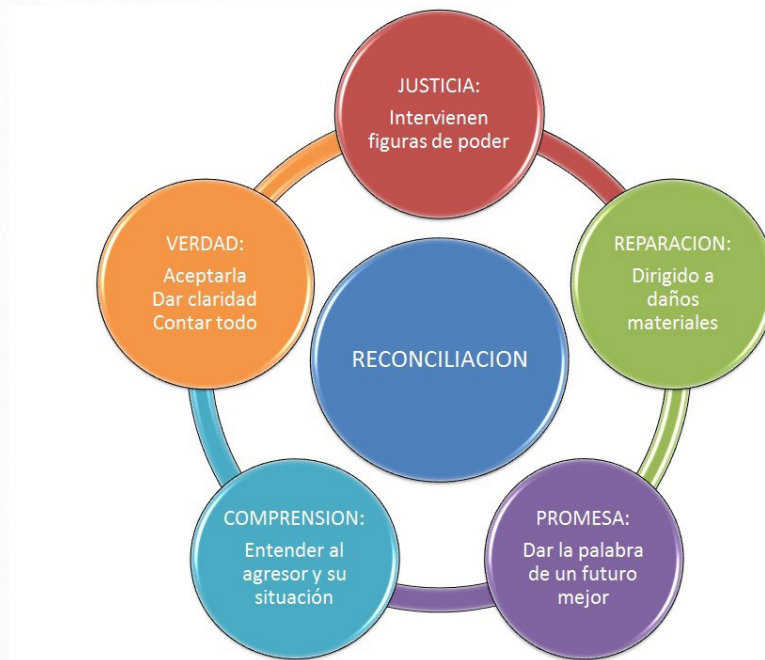 JUSTICIA:
Intervienen
figuras de poder
VERDAD:
Aceptarla
Dar claridad
Contar todo
REPARACION:
Dirigido a
daños
materiales
RECONCILIACION
COMPRENSION:
Entender al
agresor y su
situación
PROMESA:
Dar la palabra
de un futuro
mejor